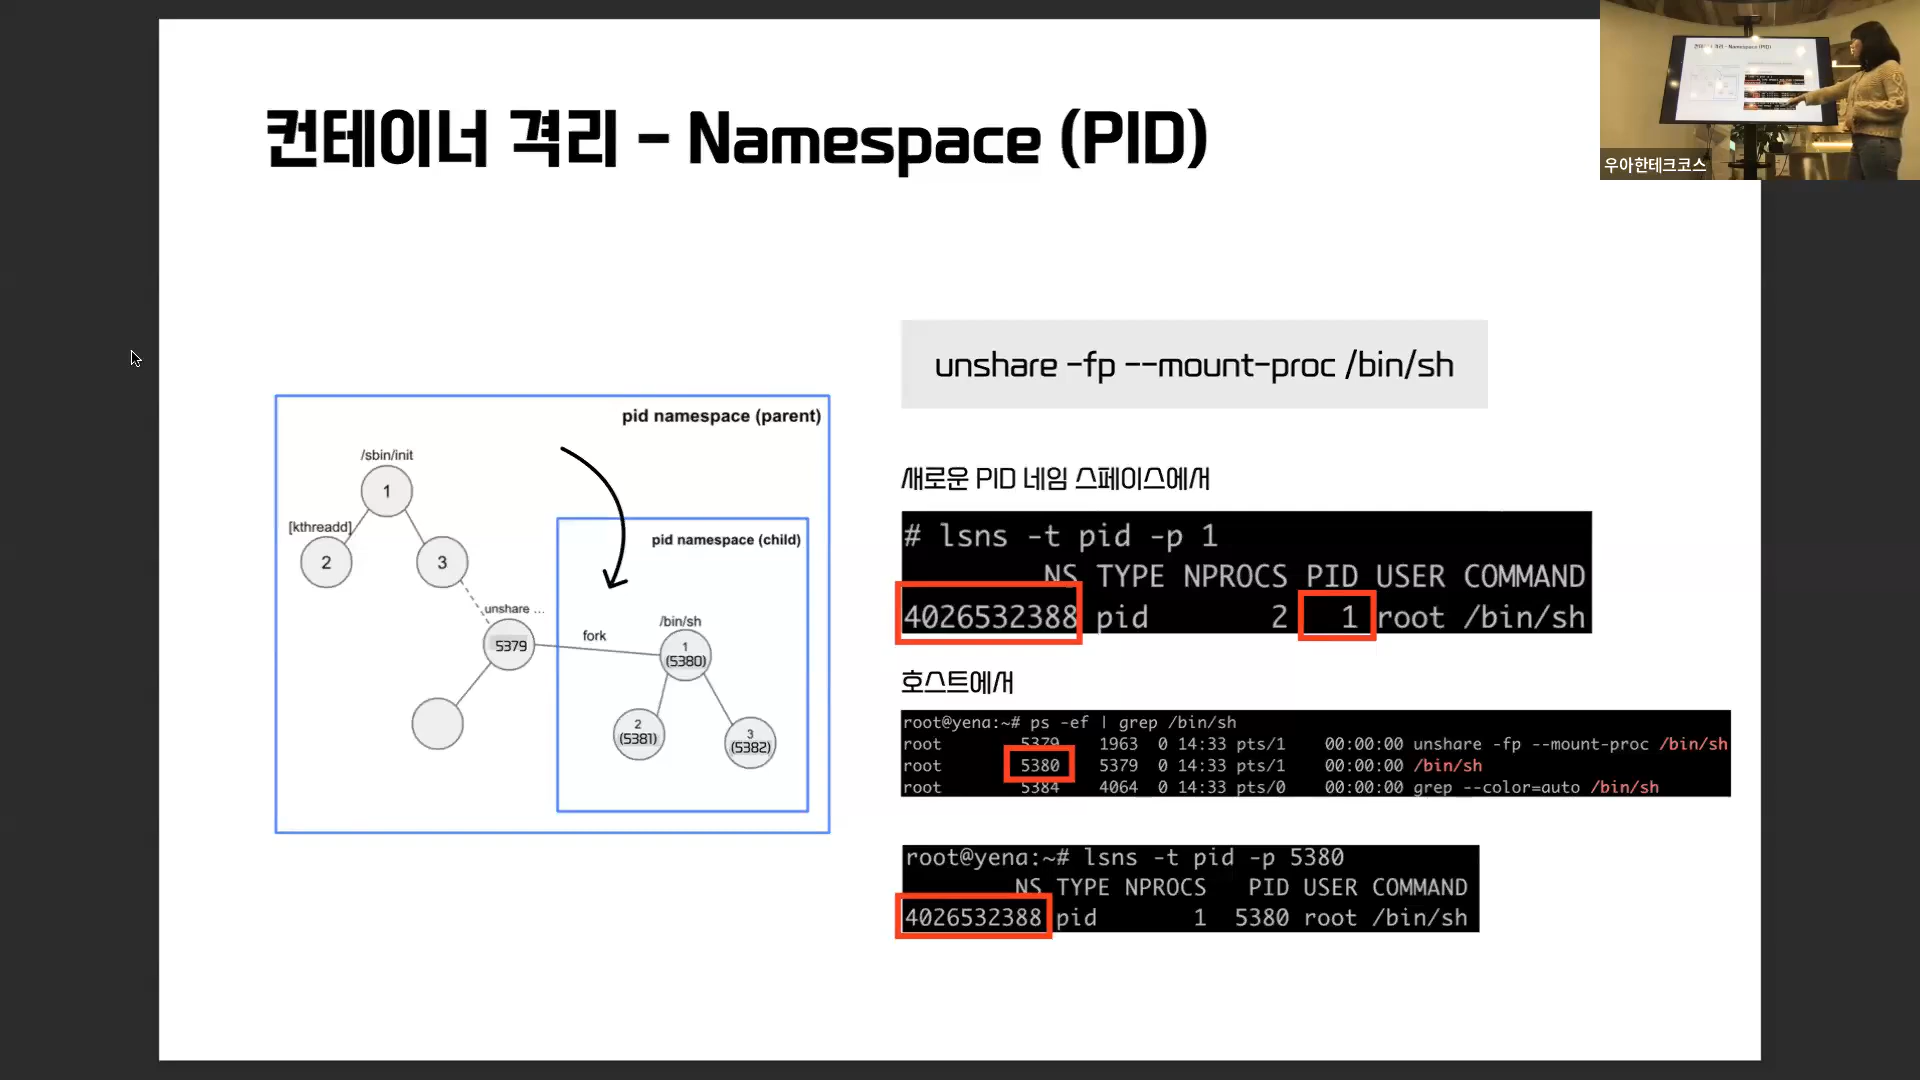 컨테이너 격리 - Namespace (PID)
우아한테크코스
unshare -fp --mount-proc /bin/sh
pid namespace (parent)
/sbin/init
1
[kthreadd]
2
3
unshare ...
5379
fork
pid namespace (child)
/bin/sh
1
(5380)
2
(5381)
3
(5382)
새로운 PID 네임 스페이스에서
# lsns -t pid -p 1
NS TYPE NPROCS PID USER COMMAND
4026532388 pid 2 1 root /bin/sh
호스트에서
root@yena:~# ps -ef | grep /bin/sh
root 5379 1963 0 14:33 pts/1 00:00:00 unshare -fp --mount-proc /bin/sh
root 5380 5379 0 14:33 pts/1 00:00:00 /bin/sh
root 5384 4064 0 14:33 pts/0 00:00:00 grep --color=auto /bin/sh
root@yena:~# lsns -t pid -p 5380
NS TYPE NPROCS PID USER COMMAND
4026532388 pid 1 5380 root /bin/sh